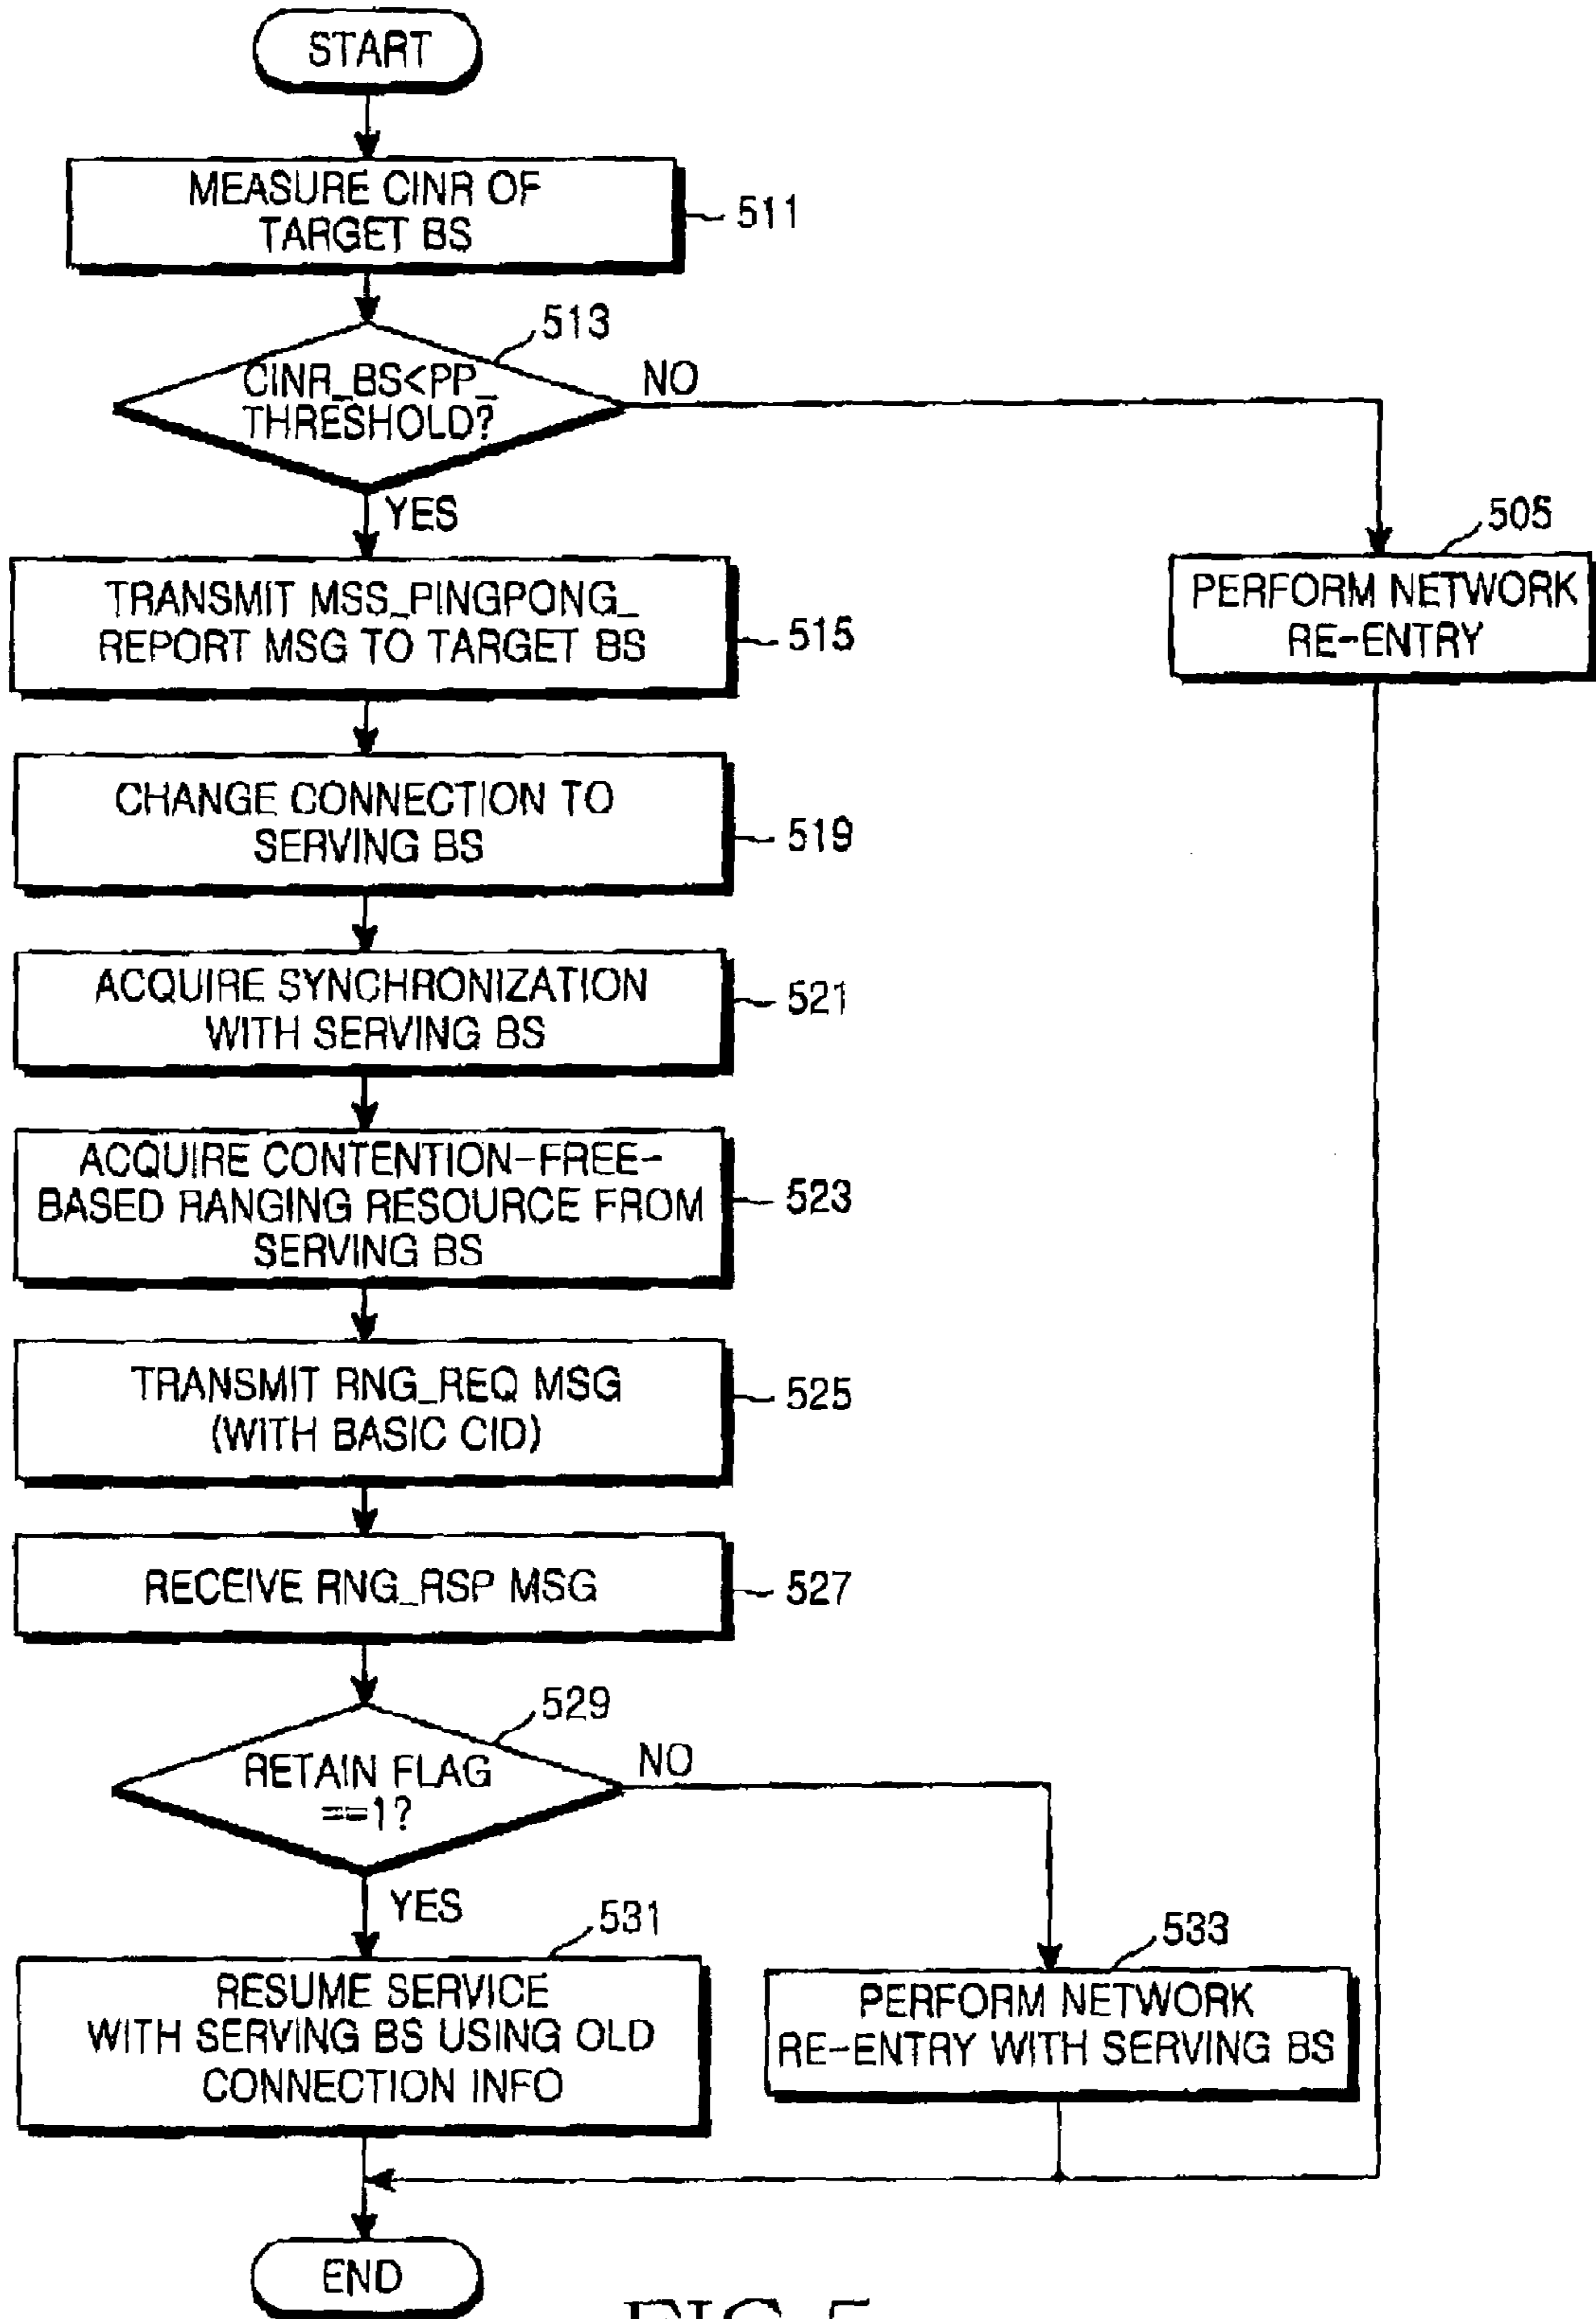 START
MEASURE CINR OF
TARGET BS
511
513
CINR_BS<PP_
THRESHOLD?
NO
YES
505
PERFORM NETWORK
RE-ENTRY
TRANSMIT MSS_PINGPONG_
REPORT MSG TO TARGET BS
515
CHANGE CONNECTION TO
SERVING BS
519
ACQUIRE SYNCHRONIZATION
WITH SERVING BS
521
ACQUIRE CONTENTION-FREE-
BASED RANGING RESOURCE FROM
SERVING BS
523
TRANSMIT RNG_REQ MSG
(WITH BASIC CID)
525
RECEIVE RNG_RSP MSG
527
529
RETAIN FLAG
==1?
NO
YES
531
RESUME SERVICE
WITH SERVING BS USING OLD
CONNECTION INFO
533
PERFORM NETWORK
RE-ENTRY WITH SERVING BS
END
FIG.5